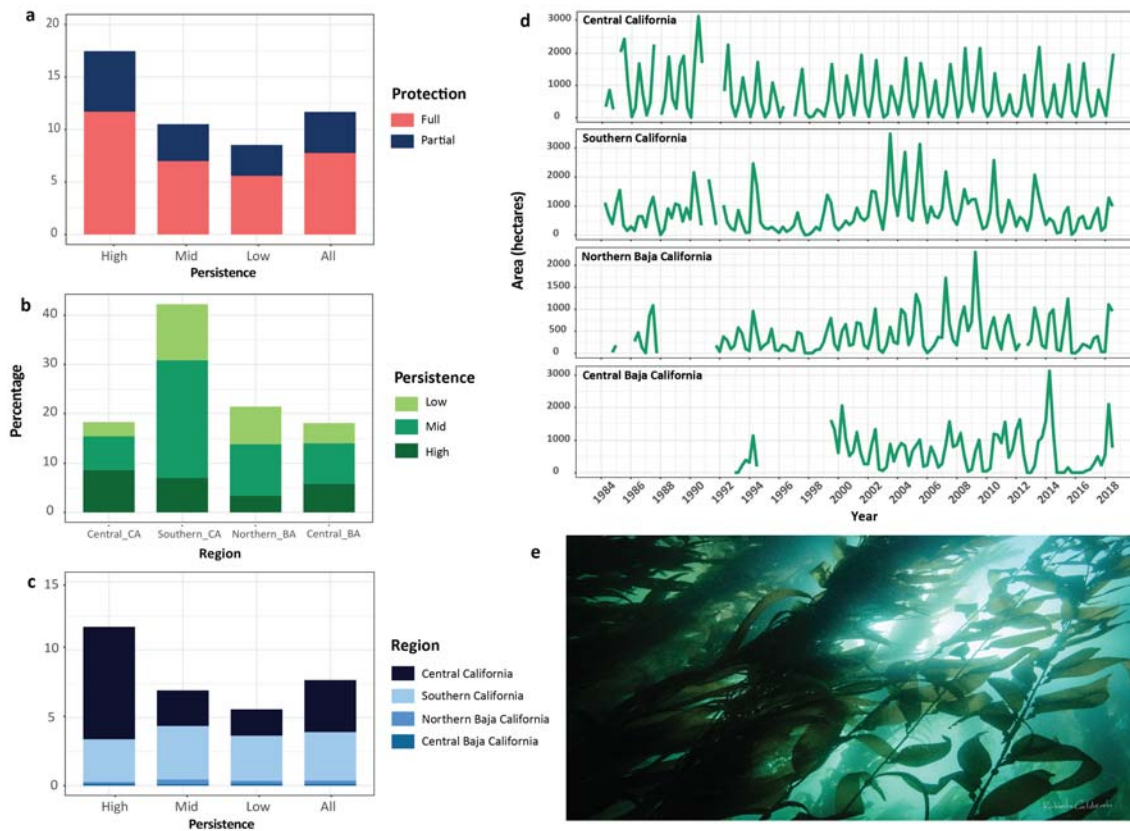 a
20
15
10
5
0
High
Mid
Low
All
Persistence
Protection
Full
Partial
b
40
30
20
10
0
Percentage
Central_CA
Southern_CA
Northern_BA
Central_BA
Region
Persistence
Low
Mid
High
c
15
10
5
0
High
Mid
Low
All
Persistence
Region
Central California
Southern California
Northern Baja California
Central Baja California
d
Area (hectares)
Central California
3000
2000
1000
0
Southern California
3000
2000
1000
0
Northern Baja California
2000
1500
1000
500
0
Central Baja California
3000
2000
1000
0
1984
1986
1988
1990
1992
1994
1996
1998
2000
2002
2004
2006
2008
2010
2012
2014
2016
2018
Year
e